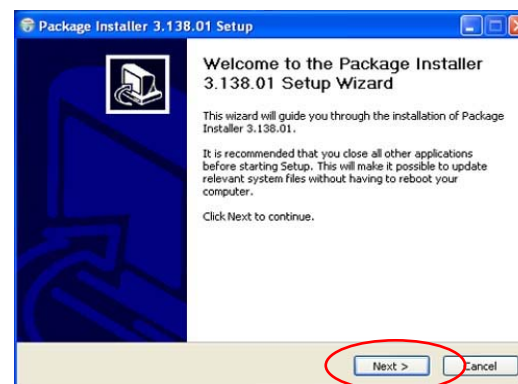 Package Installer 3.138.01 Setup
Welcome to the Package Installer
3.138.01 Setup Wizard
This wizard will guide you through the installation of Package
Installer 3.138.01.
It is recommended that you close all other applications
before starting Setup. This will make it possible to update
relevant system files without having to reboot your
computer.
Click Next to continue.
Next > Cancel